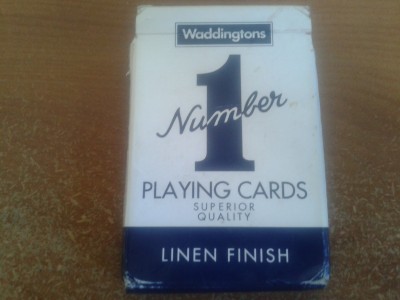 Waddingtons
Number 1
PLAYING CARDS
SUPERIOR
QUALITY
LINEN FINISH